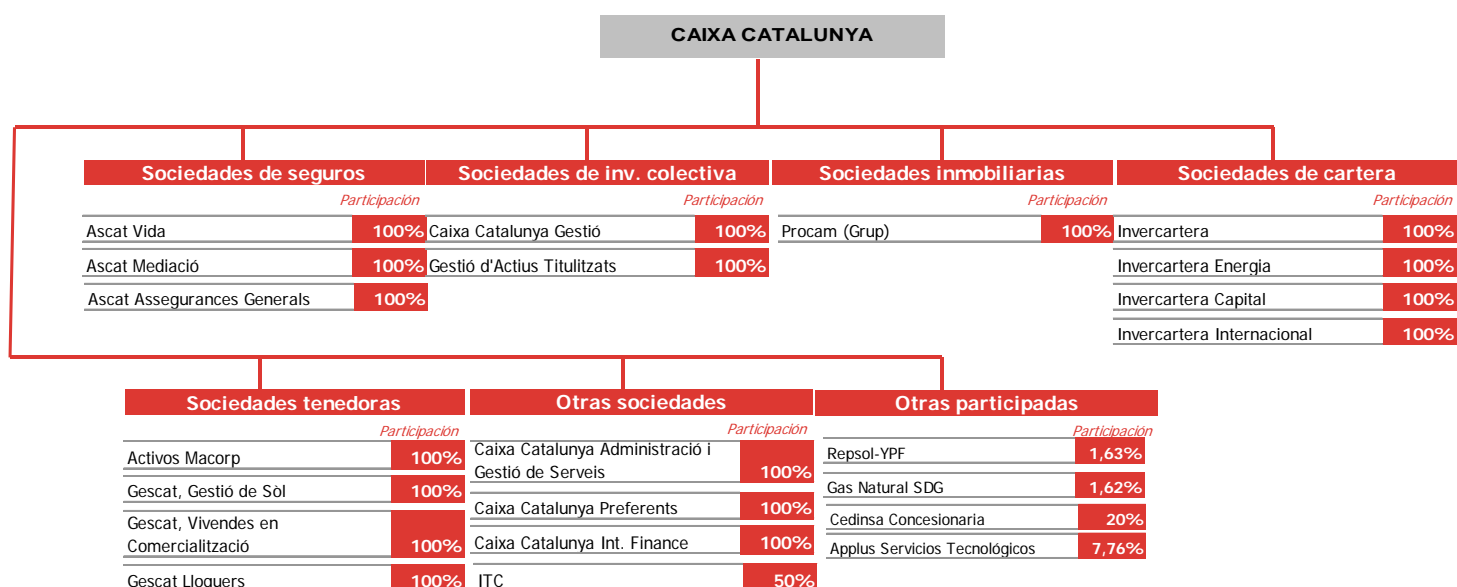 CAIXA CATALUNYA
Sociedades de seguros
Participación
Ascat Vida 100%
Ascat Mediació 100%
Ascat Assegurances Generals 100%
Sociedades de inv. colectiva
Participación
Caixa Catalunya Gestió 100%
Gestió d'Actius Titulitzats 100%
Sociedades inmobiliarias
Participación
Procam (Grup) 100%
Sociedades de cartera
Participación
Invercartera 100%
Invercartera Energia 100%
Invercartera Capital 100%
Invercartera Internacional 100%
Sociedades tenedoras
Participación
Activos Macorp 100%
Gescat, Gestió de Sòl 100%
Gescat, Vivendes en
Comercialització 100%
Gescat Lloguers 100%
Otras sociedades
Participación
Caixa Catalunya Administració i
Gestió de Serveis 100%
Caixa Catalunya Preferents 100%
Caixa Catalunya Int. Finance 100%
ITC 50%
Otras participadas
Participación
Repsol-YPF 1,63%
Gas Natural SDG 1,62%
Cedinsa Concesionaria 20%
Applus Servicios Tecnológicos 7,76%